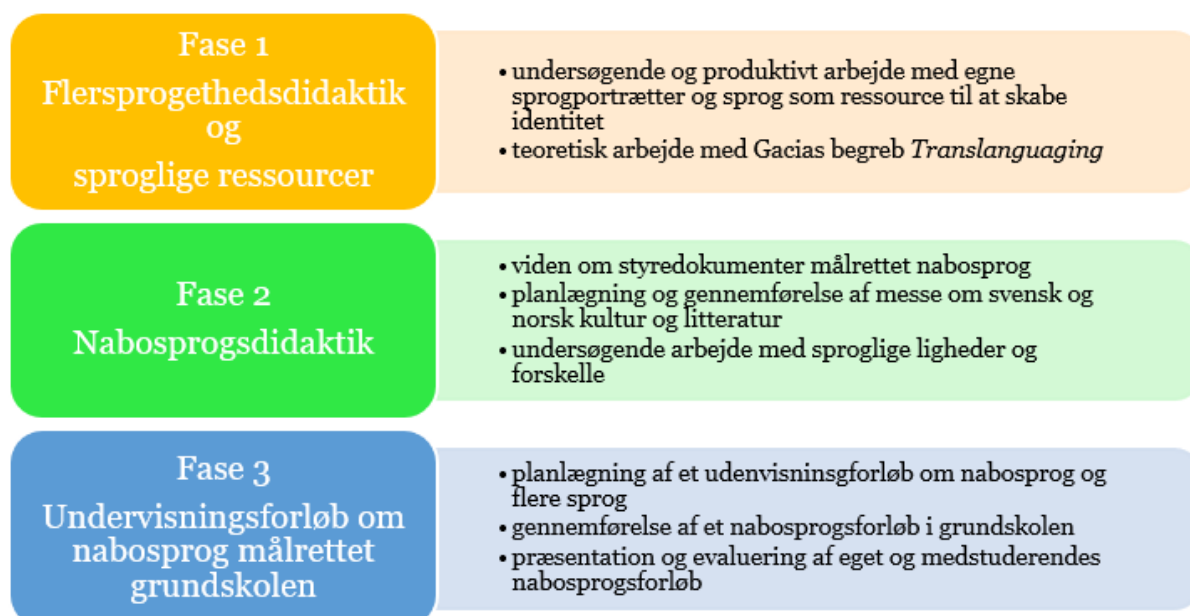 Fase 1
Flersprogethedsdidaktik
og
sproglige ressourcer
• undersøgende og produktivt arbejde med egne
sprogportrætter og sprog som ressource til at skabe
identitet
• teoretisk arbejde med Gacias begreb Translanguaging
Fase 2
Nabosprogsdidaktik
• viden om styredokumenter målrettet nabosprog
• planlægning og gennemførelse af messe om svensk og
norsk kultur og litteratur
• undersøgende arbejde med sproglige ligheder og
forskelle
Fase 3
Undervisningsforløb om
nabosprog målrettet
grundskolen
• planlægning af et udenvisninsgforløb om nabosprog og
flere sprog
• gennemførelse af et nabosprogsforløb i grundskolen
• præsentation og evaluering af eget og medstuderendes
nabosprogsforløb